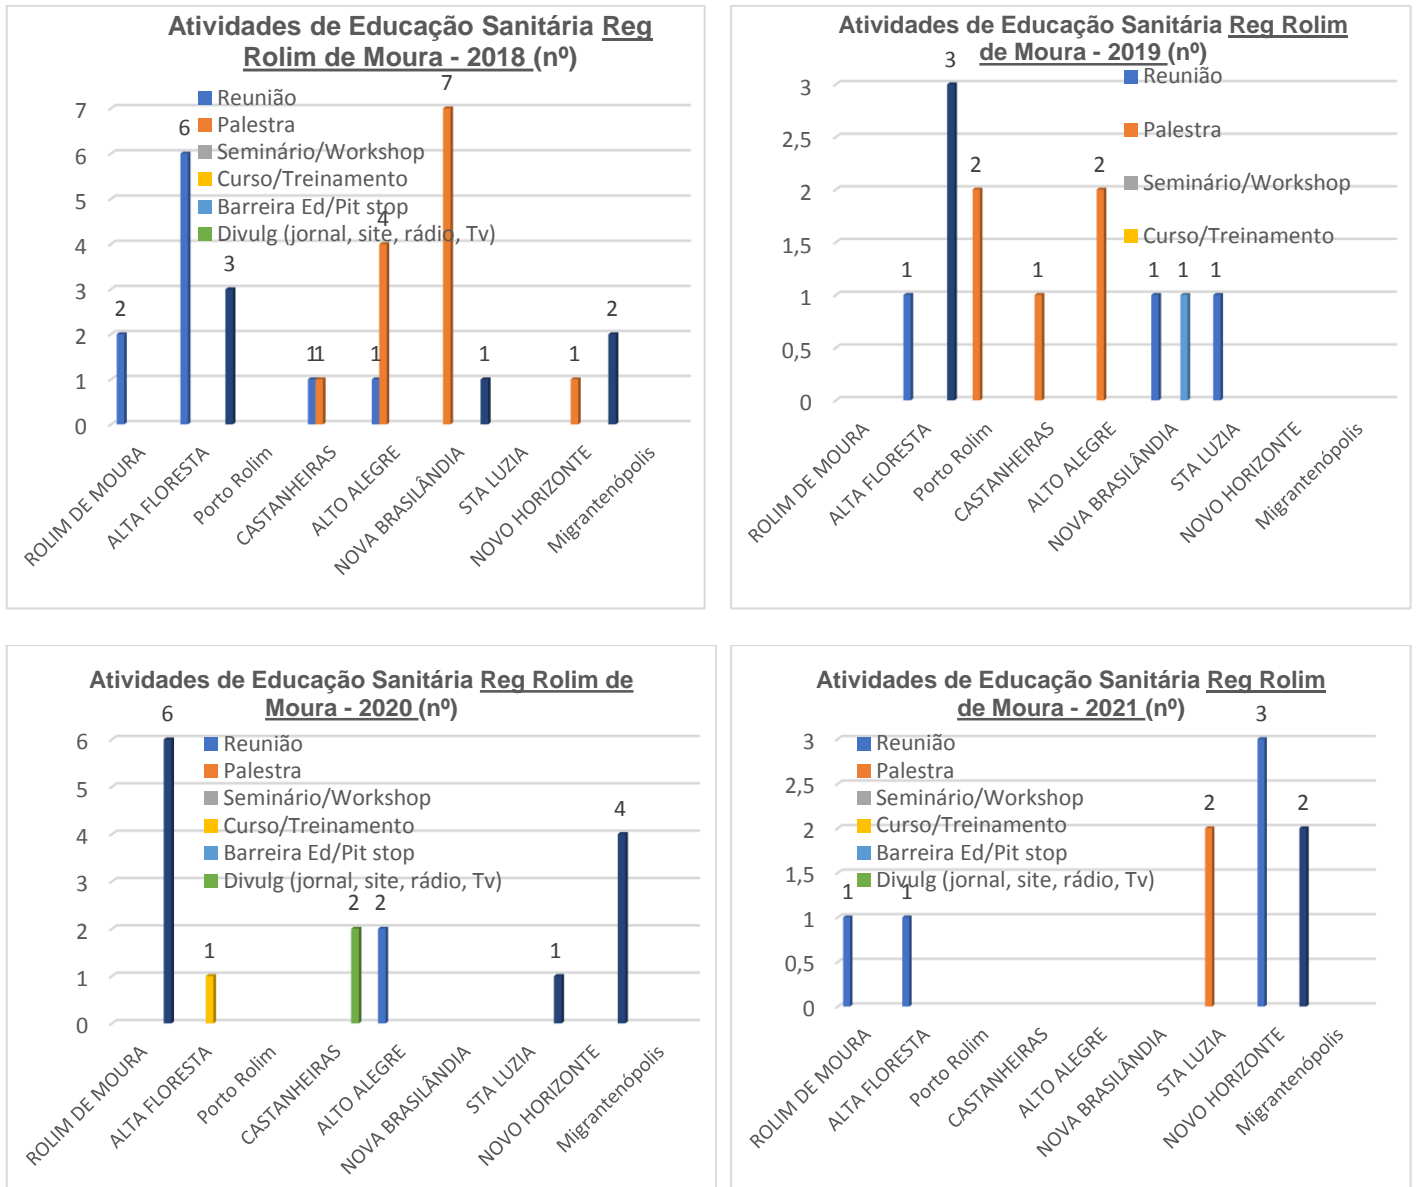 Atividades de Educação Sanitária Reg
Rolim de Moura - 2018 (nº)
Reunião
Palestra
Seminário/Workshop
Curso/Treinamento
Barreira Ed/Pit stop
Divulg (jornal, site, rádio, Tv)
7
6
5
4
3
2
1
0
2
6
3
1
1
1
4
7
1
1
2
ROLIM DE MOURA
ALTA FLORESTA
Porto Rolim
CASTANHEIRAS
ALTO ALEGRE
NOVA BRASILÂNDIA
STA LUZIA
NOVO HORIZONTE
Migrantenópolis
Atividades de Educação Sanitária Reg Rolim
de Moura - 2019 (nº)
Reunião
Palestra
Seminário/Workshop
Curso/Treinamento
3
2,5
2
1,5
1
0,5
0
1
3
2
1
2
1
1
1
ROLIM DE MOURA
ALTA FLORESTA
Porto Rolim
CASTANHEIRAS
ALTO ALEGRE
NOVA BRASILÂNDIA
STA LUZIA
NOVO HORIZONTE
Migrantenópolis
Atividades de Educação Sanitária Reg Rolim de
Moura - 2020 (nº)
Reunião
Palestra
Seminário/Workshop
Curso/Treinamento
Barreira Ed/Pit stop
Divulg (jornal, site, rádio, Tv)
6
5
4
3
2
1
0
6
1
2
2
1
4
ROLIM DE MOURA
ALTA FLORESTA
Porto Rolim
CASTANHEIRAS
ALTO ALEGRE
NOVA BRASILÂNDIA
STA LUZIA
NOVO HORIZONTE
Migrantenópolis
Atividades de Educação Sanitária Reg Rolim
de Moura - 2021 (nº)
Reunião
Palestra
Seminário/Workshop
Curso/Treinamento
Barreira Ed/Pit stop
Divulg (jornal, site, rádio, Tv)
3
2,5
2
1,5
1
0,5
0
1
1
2
3
2
ROLIM DE MOURA
ALTA FLORESTA
Porto Rolim
CASTANHEIRAS
ALTO ALEGRE
NOVA BRASILÂNDIA
STA LUZIA
NOVO HORIZONTE
Migrantenópolis